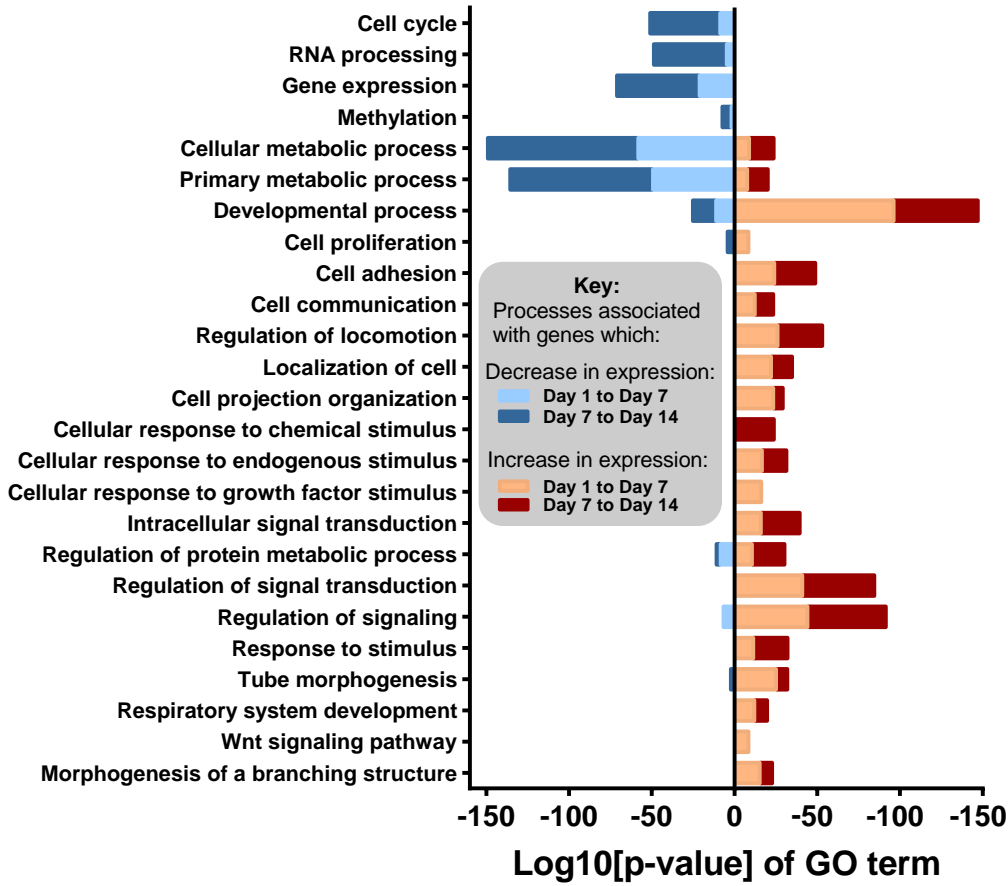 Cell cycle
RNA processing
Gene expression
Methylation
Cellular metabolic process
Primary metabolic process
Developmental process
Cell proliferation
Cell adhesion
Cell communication
Regulation of locomotion
Localization of cell
Cell projection organization
Cellular response to chemical stimulus
Cellular response to endogenous stimulus
Cellular response to growth factor stimulus
Intracellular signal transduction
Regulation of protein metabolic process
Regulation of signal transduction
Regulation of signaling
Response to stimulus
Tube morphogenesis
Respiratory system development
Wnt signaling pathway
Morphogenesis of a branching structure
Key:
Processes associated
with genes which:
Decrease in expression:
Day 1 to Day 7
Day 7 to Day 14
Increase in expression:
Day 1 to Day 7
Day 7 to Day 14
-150 -100 -50 0 -50 -100 -150
Log10[p-value] of GO term